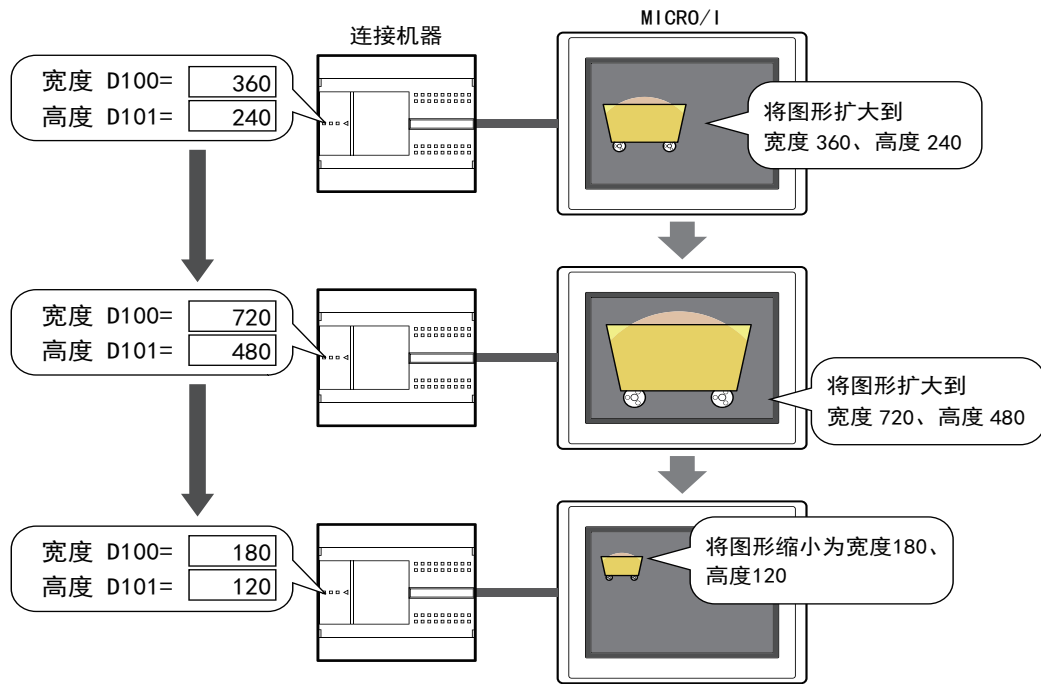 连接机器
MICRO/I
宽度 D100= 360
高度 D101= 240
将图形扩大到
宽度 360、高度 240
宽度 D100= 720
高度 D101= 480
将图形扩大到
宽度 720、高度 480
宽度 D100= 180
高度 D101= 120
将图形缩小为宽度180、
高度120